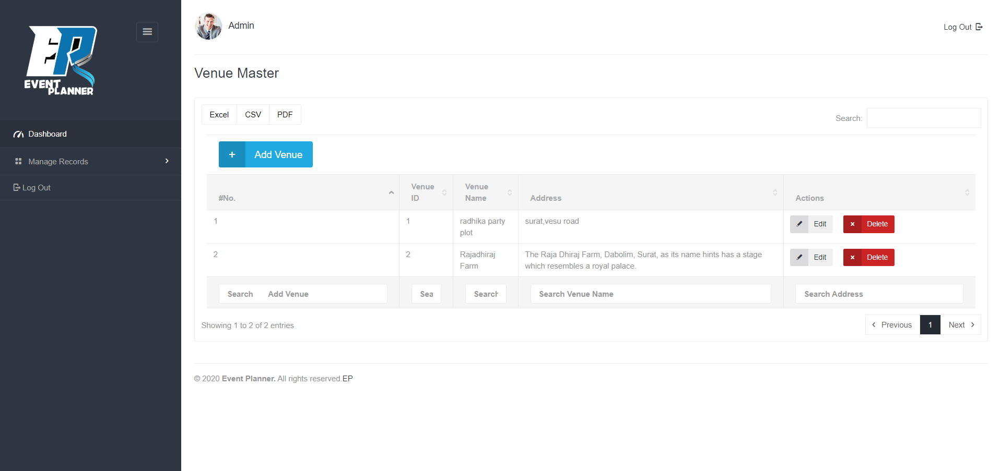 EVENT
PLANNER
Admin
Log Out
Dashboard
Manage Records
Log Out
Venue Master
Excel CSV PDF
Search:
+ Add Venue
#No. Venue ID Venue Name Address Actions
1 1 radhika party plot surat,vesu road Edit Delete
2 2 Rajadhiraj Farm The Raja Dhiraj Farm, Dabolim, Surat, as its name hints has a stage
which resembles a royal palace. Edit Delete
Search Add Venue Sea Search Search Venue Name Search Address
Showing 1 to 2 of 2 entries
Previous 1 Next
© 2020 Event Planner. All rights reserved.EP